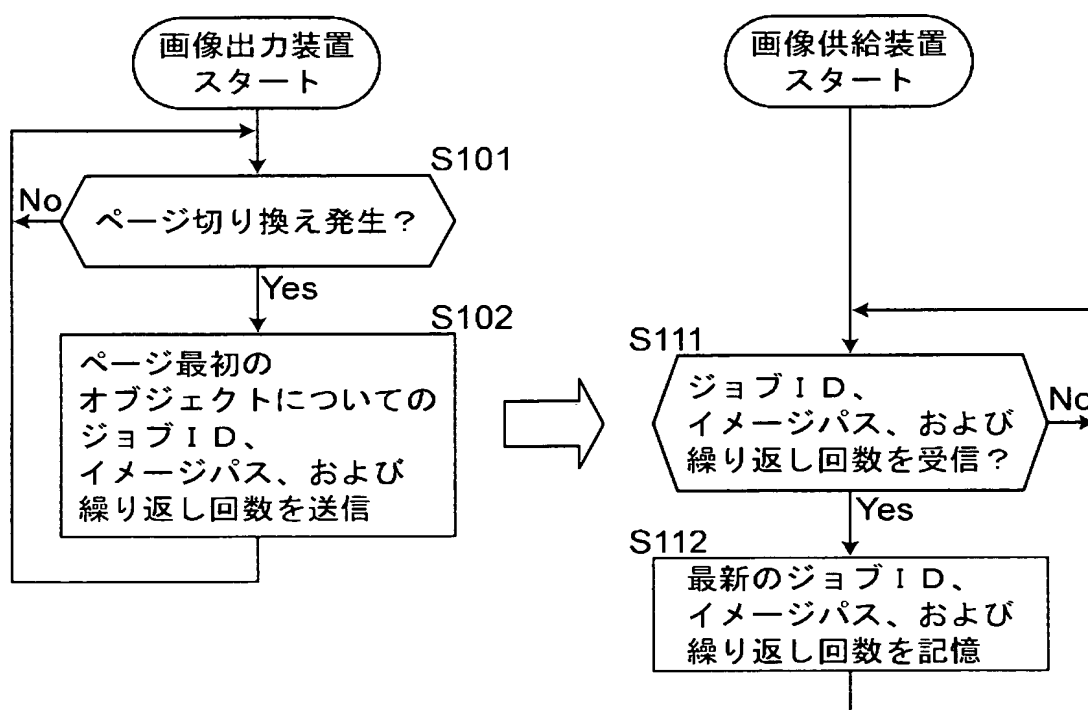 画像出力装置
スタート
S101
No
ページ切り換え発生？
Yes
S102
ページ最初の
オブジェクトについての
ジョブＩＤ、
イメージパス、および
繰り返し回数を送信
画像供給装置
スタート
S111
ジョブＩＤ、
イメージパス、および
繰り返し回数を受信？
No
Yes
S112
最新のジョブＩＤ、
イメージパス、および
繰り返し回数を記憶